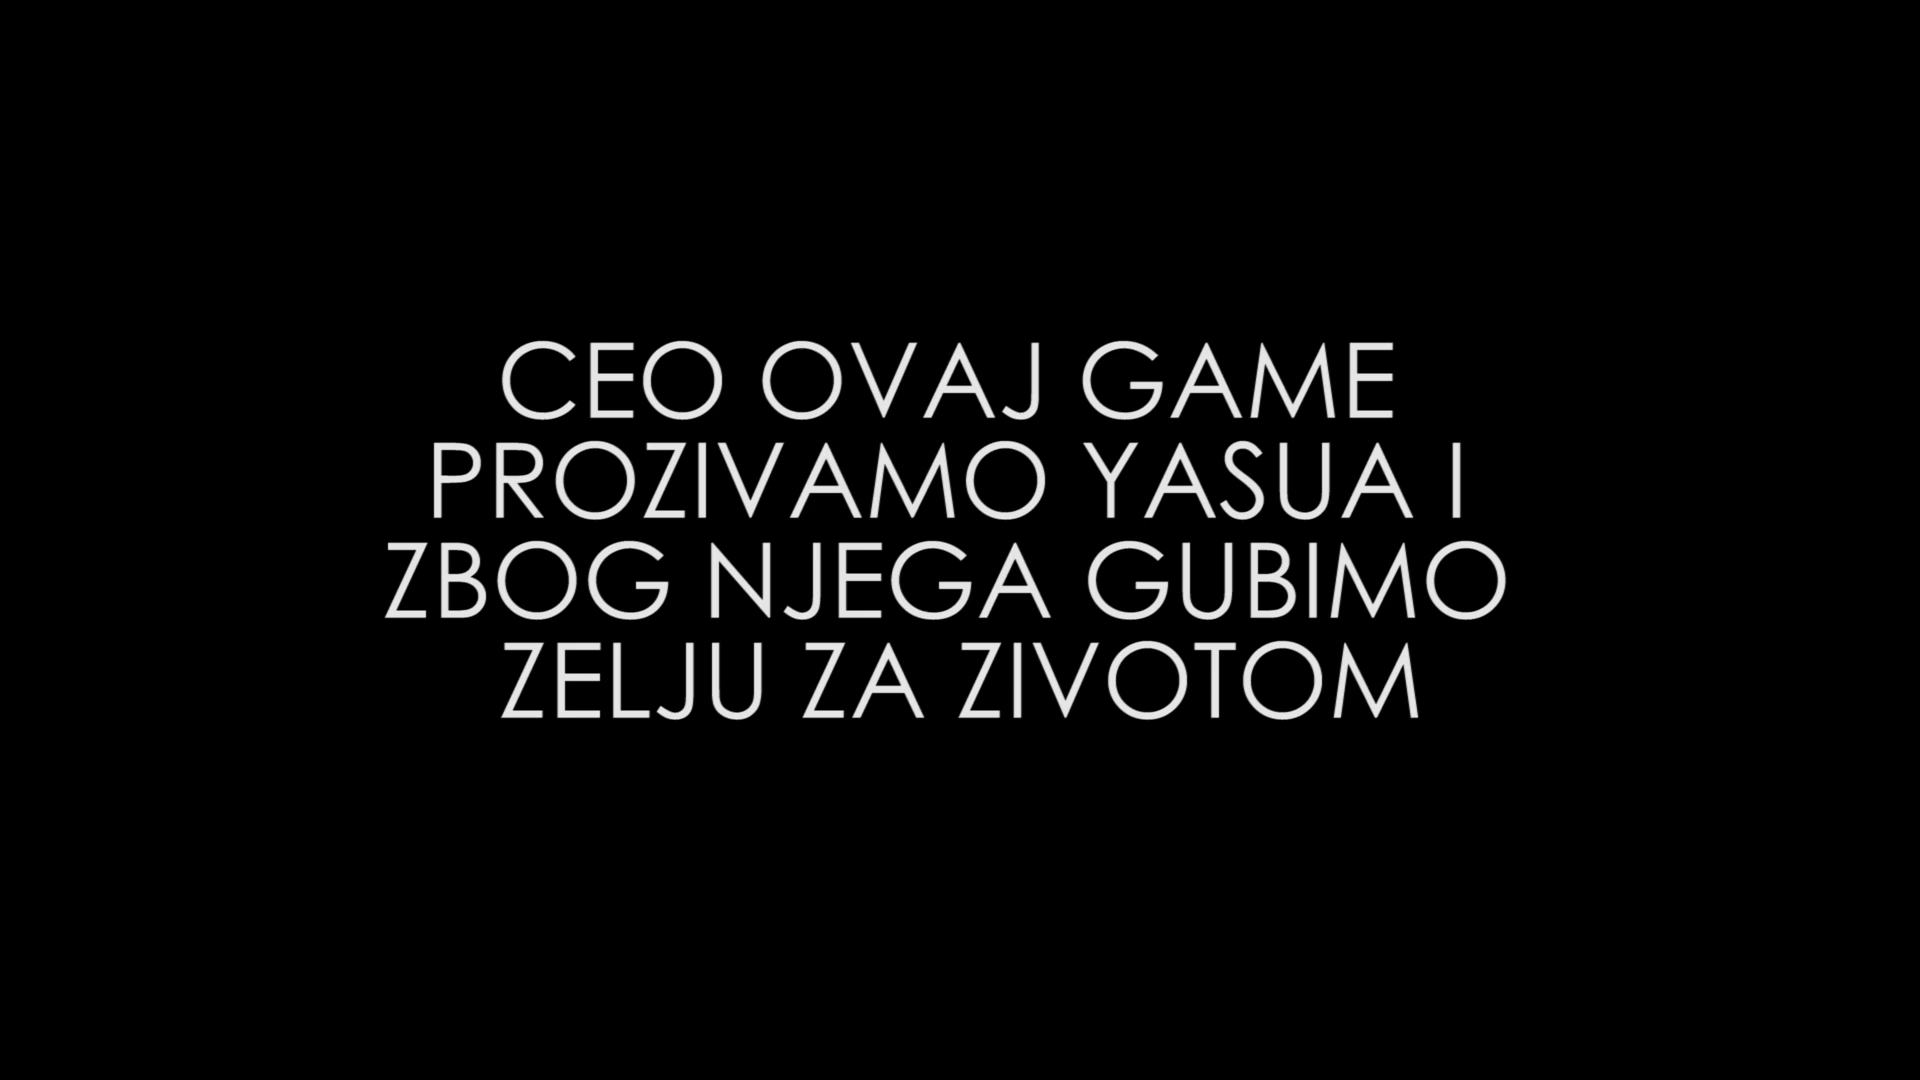 CEO OVAJ GAME
PROZIVAMO YASUA I
ZBOG NJEGA GUBIMO
ZELJU ZA ZIVOTOM